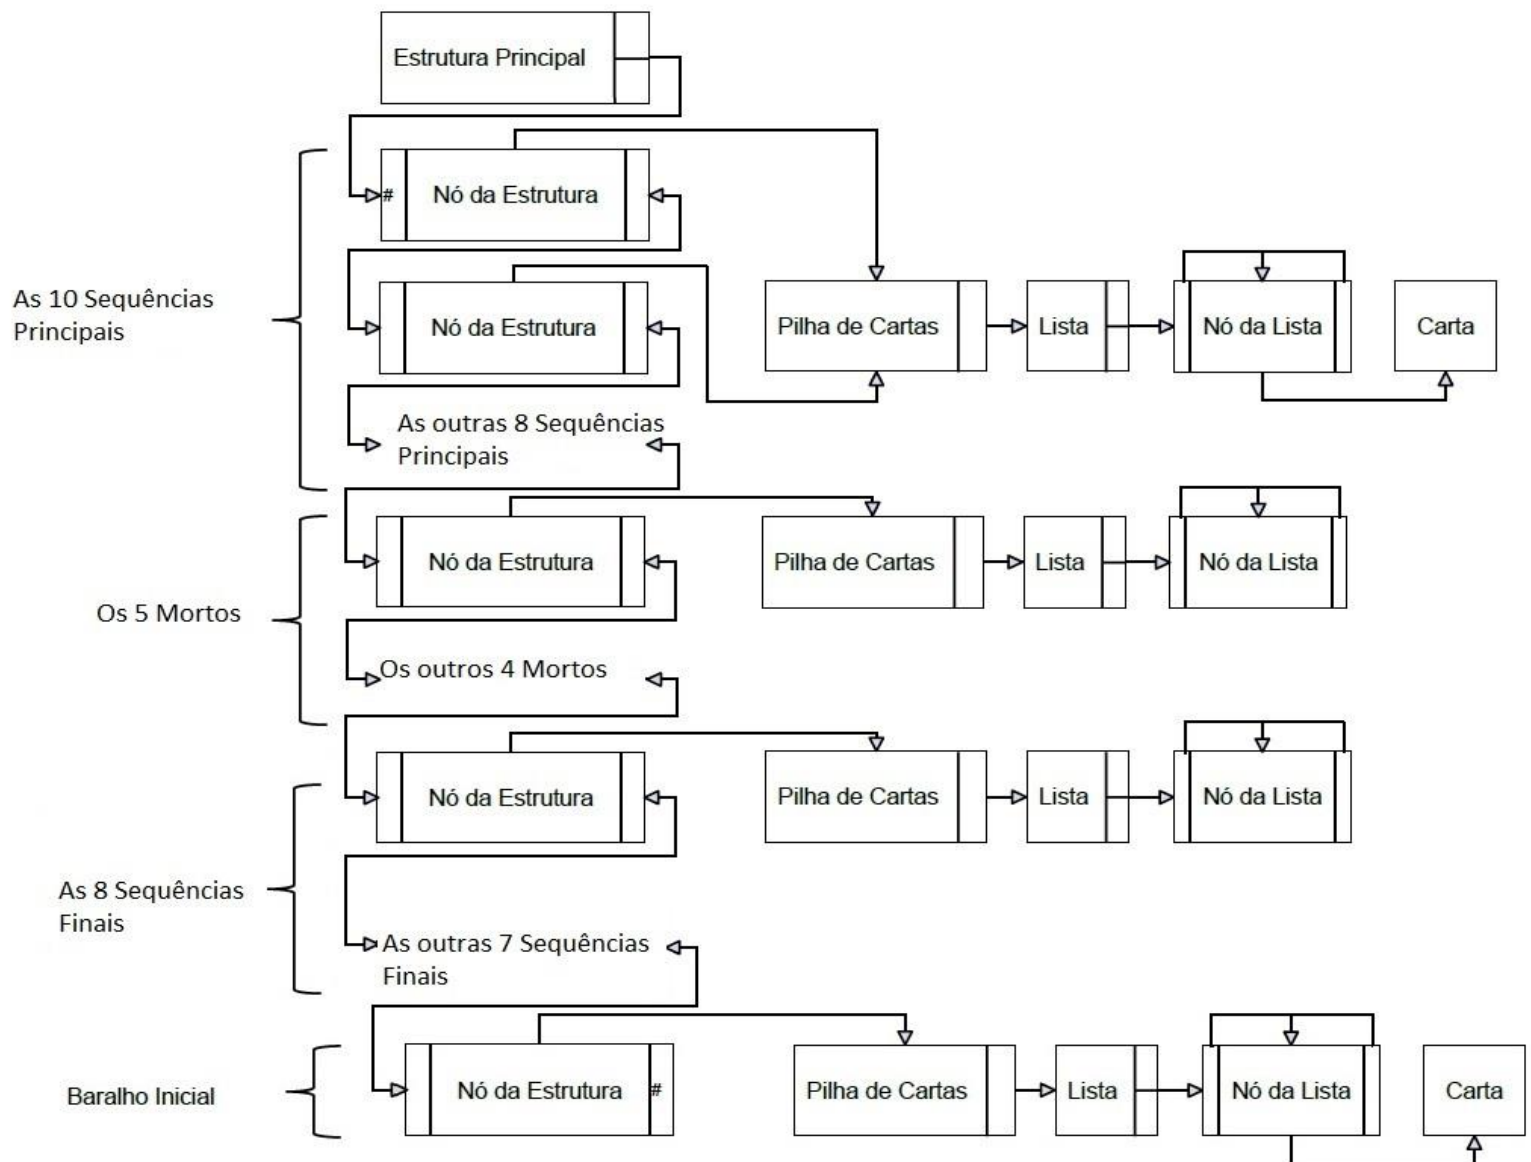 Estrutura Principal
#
Nó da Estrutura
As 10 Sequências
Principais
Nó da Estrutura
Pilha de Cartas
Lista
Nó da Lista
Carta
As outras 8 Sequências
Principais
Os 5 Mortos
Nó da Estrutura
Pilha de Cartas
Lista
Nó da Lista
Os outros 4 Mortos
Nó da Estrutura
Pilha de Cartas
Lista
Nó da Lista
As 8 Sequências
Finais
As outras 7 Sequências
Finais
Baralho Inicial
Nó da Estrutura
#
Pilha de Cartas
Lista
Nó da Lista
Carta